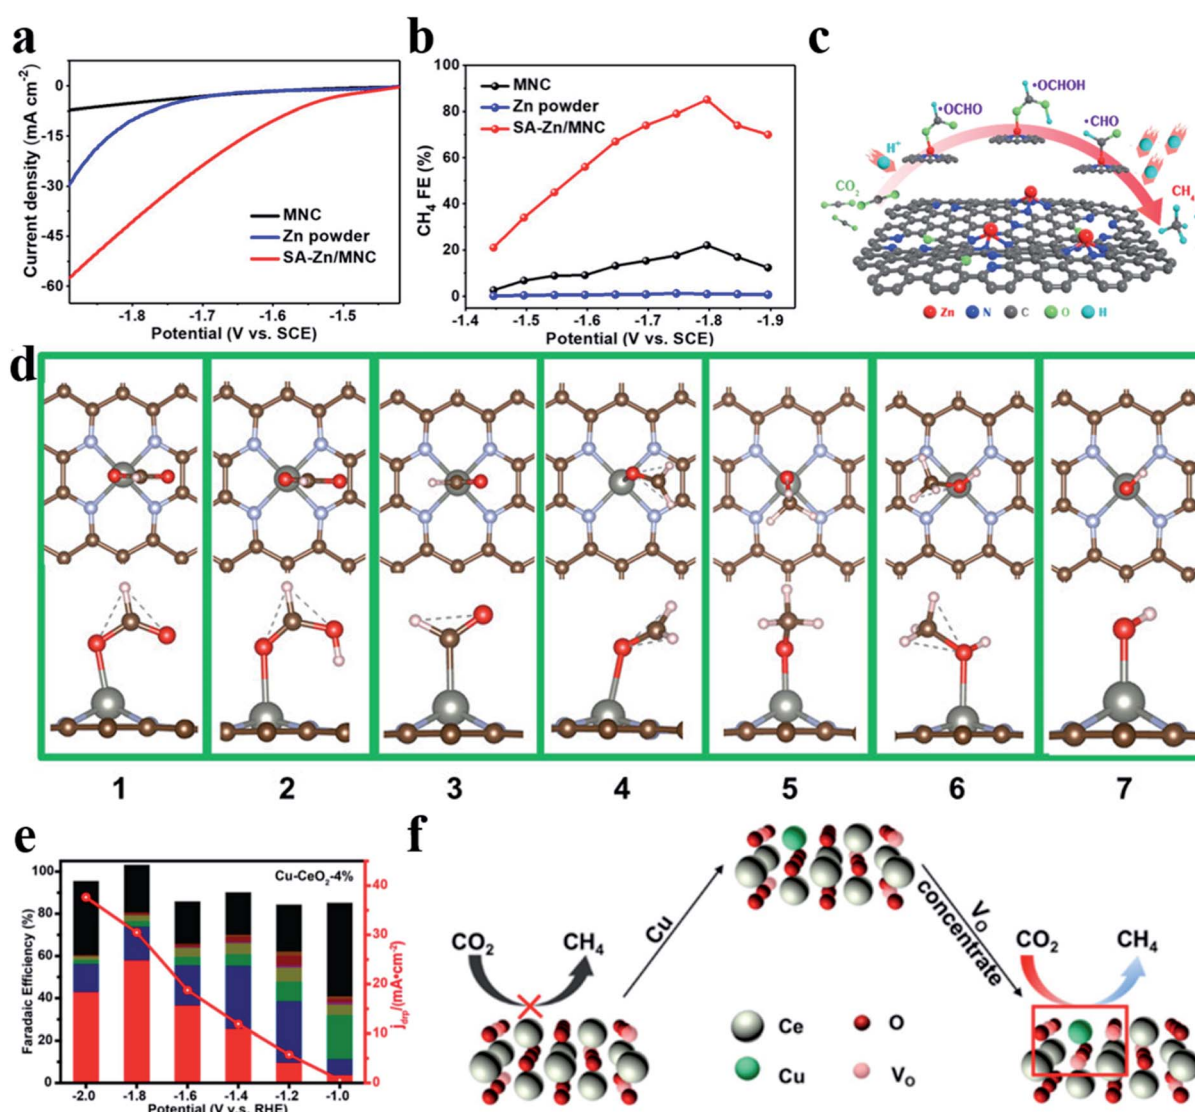 a
Current density (mA cm⁻²)
0
-15
-30
-45
-60
MNC
Zn powder
SA-Zn/MNC
-1.8
-1.7
-1.6
-1.5
Potential (V vs. SCE)
b
CH₄ FE (%)
100
80
60
40
20
0
MNC
Zn powder
SA-Zn/MNC
-1.4
-1.5
-1.6
-1.7
-1.8
-1.9
Potential (V vs. SCE)
c
•OCHO
•OCHOH
•CHO
H⁺
CO₂
CH₄
Zn
N
C
O
H
d
1
2
3
4
5
6
7
e
Faradaic Efficiency (%)
100
80
60
40
20
0
Cu-CeO₂-4%
40
30
20
10
0
j_drp/(mA•cm⁻²)
-2.0
-1.8
-1.6
-1.4
-1.2
-1.0
Potential (V v.s. RHE)
f
CO₂
CH₄
Cu
V_O
concentrate
CO₂
CH₄
Ce
O
Cu
V_O